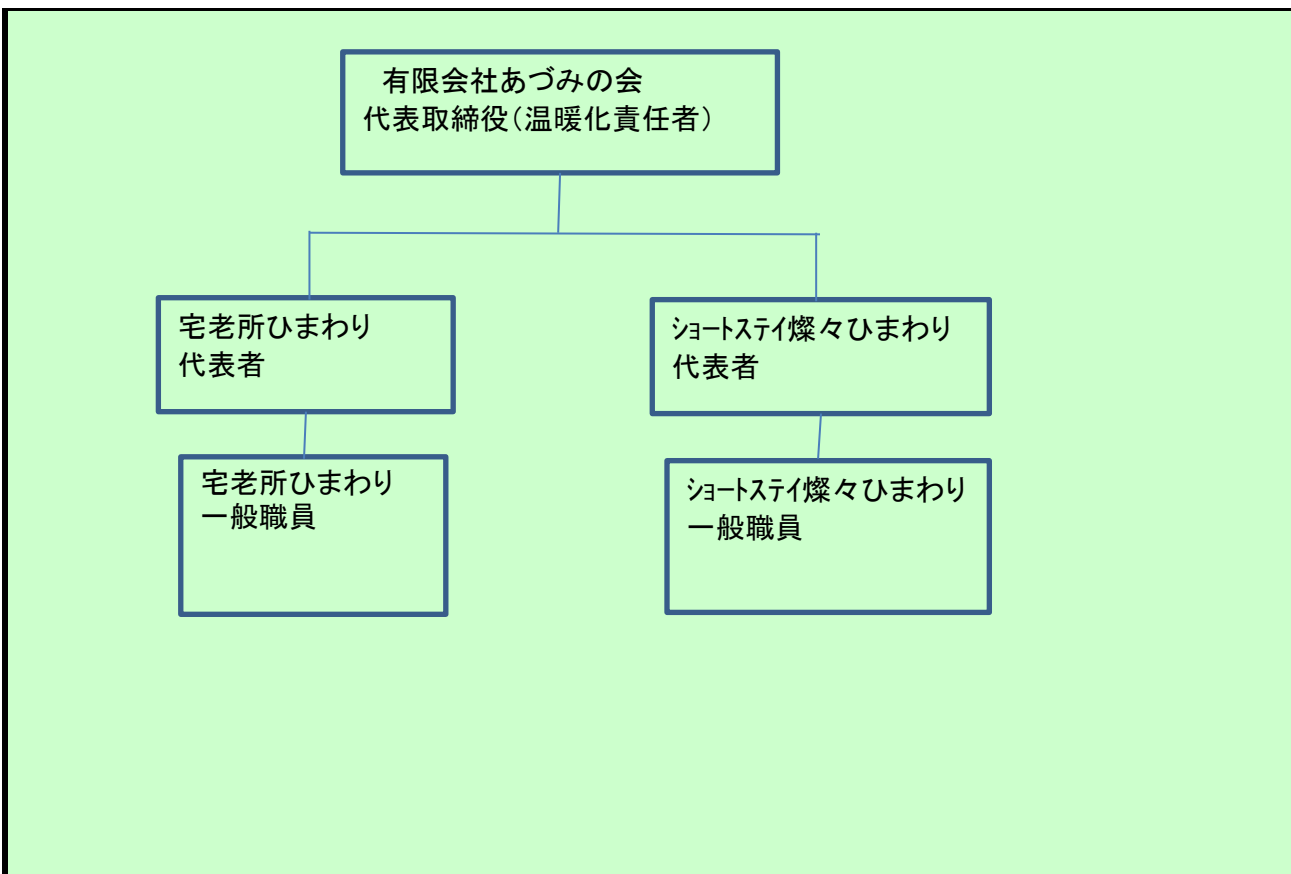 有限会社あづみの会
代表取締役（温暖化責任者）
宅老所ひまわり
代表者
ｼｮｰﾄｽﾃｲ燦々ひまわり
代表者
宅老所ひまわり
一般職員
ｼｮｰﾄｽﾃｲ燦々ひまわり
一般職員